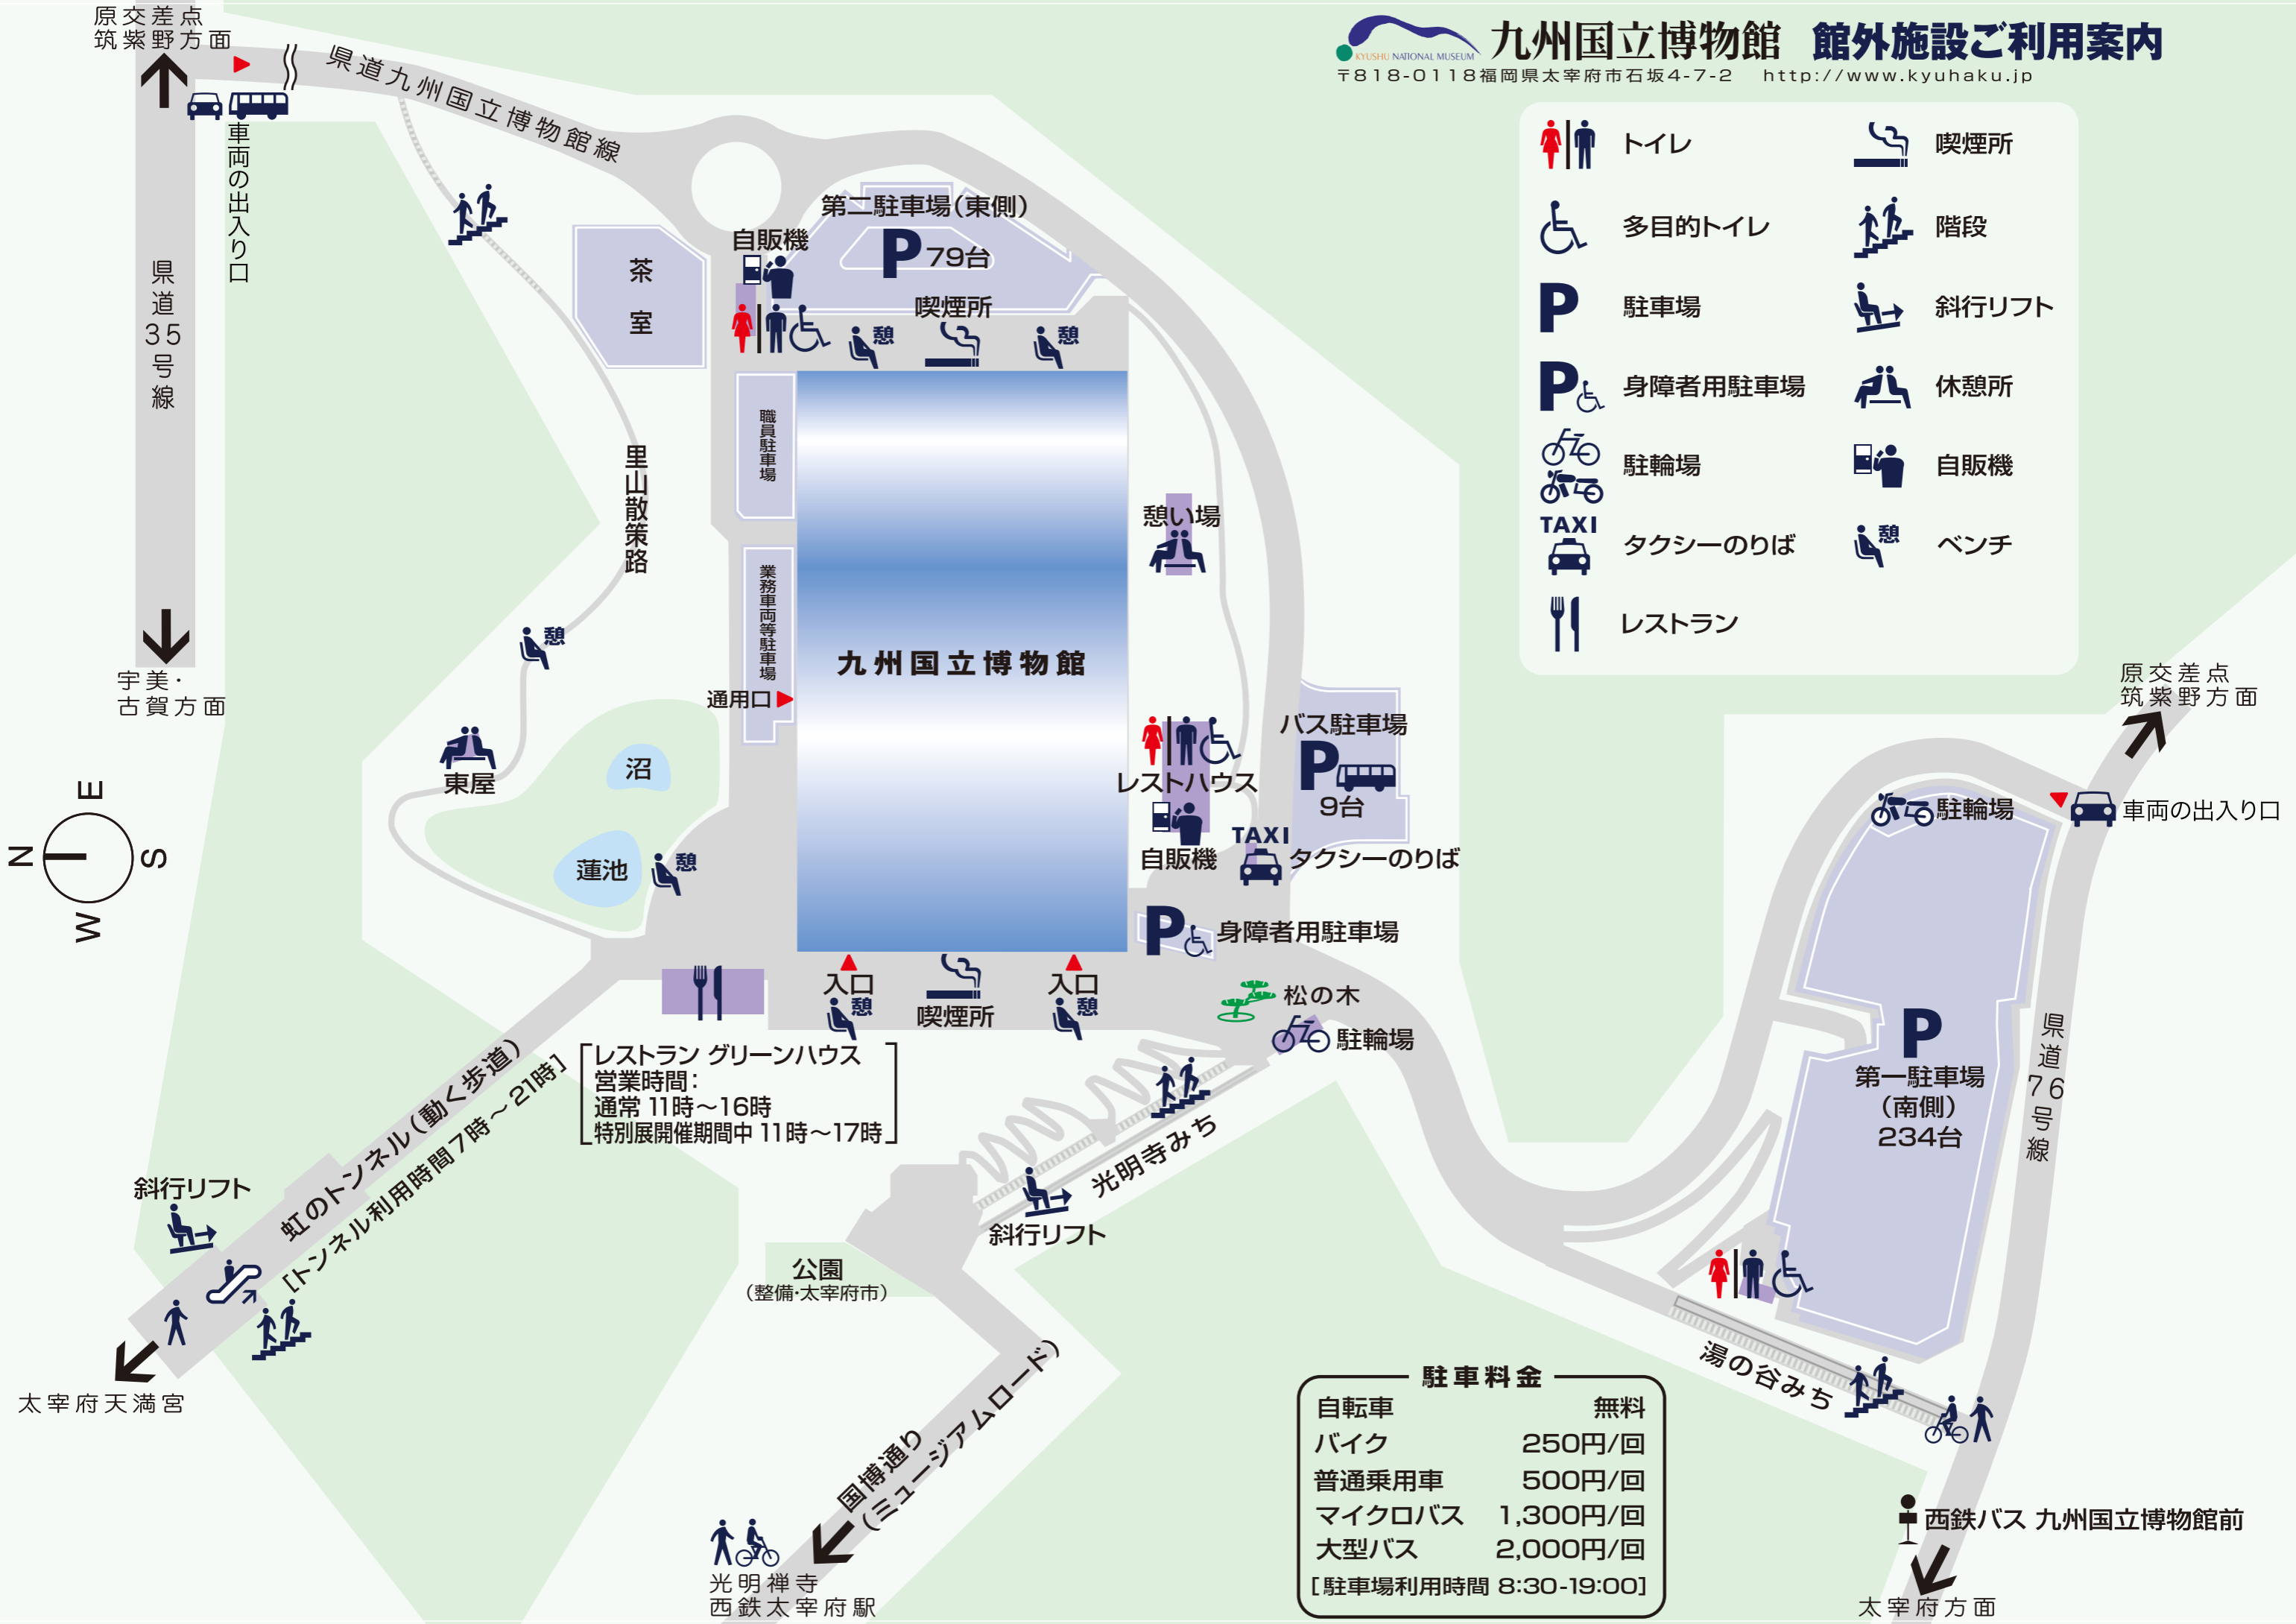 原交差点
筑紫野方面
県道九州国立博物館線
車両の出入り口
県道35号線
宇美・
古賀方面
KYUSHU NATIONAL MUSEUM
九州国立博物館 館外施設ご利用案内
〒818-0118福岡県太宰府市石坂4-7-2 http://www.kyuhaku.jp
トイレ
喫煙所
多目的トイレ
階段
P
駐車場
斜行リフト
P
身障者用駐車場
休憩所
駐輪場
自販機
TAXI
タクシーのりば
憩
ベンチ
レストラン
第二駐車場(東側)
P 79台
自販機
喫煙所
憩
憩
茶室
職員駐車場
里山散策路
業務車両等駐車場
通用口
九州国立博物館
憩い場
憩
東屋
沼
蓮池
憩
E
N
S
W
レストハウス
自販機
バス駐車場
P
9台
TAXI
タクシーのりば
P
身障者用駐車場
入口
憩
喫煙所
入口
憩
松の木
駐輪場
レストラン グリーンハウス
営業時間:
通常 11時~16時
特別展開催期間中 11時~17時
虹のトンネル(動く歩道)
[トンネル利用時間7時~21時]
斜行リフト
太宰府天満宮
光明寺みち
斜行リフト
公園
(整備・太宰府市)
国博通り
(ミュージアムロード)
光明禅寺
西鉄太宰府駅
原交差点
筑紫野方面
車両の出入り口
駐輪場
P
第一駐車場
(南側)
234台
県道76号線
湯の谷みち
西鉄バス 九州国立博物館前
太宰府方面
駐車料金
自転車 無料
バイク 250円/回
普通乗用車 500円/回
マイクロバス 1,300円/回
大型バス 2,000円/回
[駐車場利用時間 8:30-19:00]